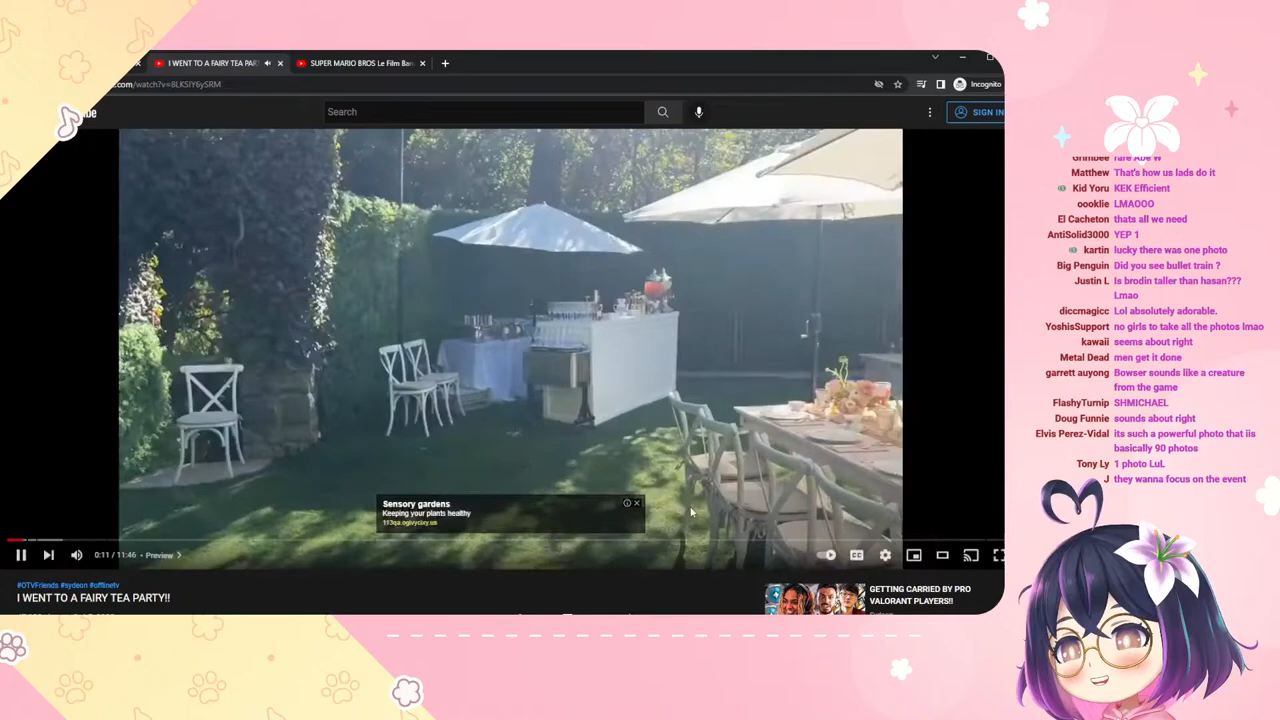 I WENT TO A FAIRY TEA PAR
SUPER MARIO BROS Le Film Ban
.com/watch?v=8LKSIY6ySRM
Incognito
Search
SIGN IN
Sensory gardens
Keeping your plants healthy
0:11 / 11:46 • Preview
#OTVFriends #sydeon #offlinetv
I WENT TO A FAIRY TEA PARTY!!
GETTING CARRIED BY PRO
VALORANT PLAYERS!!
Grimbee rare Abe W
Matthew That's how us lads do it
Kid Yoru KEK Efficient
oooklie LMAOOO
El Cacheton thats all we need
AntiSolid3000 YEP 1
kartin lucky there was one photo
Big Penguin Did you see bullet train ?
Justin L Is brodin taller than hasan???
Lmao
diccmagicc Lol absolutely adorable.
YoshisSupport no girls to take all the photos lmao
kawaii seems about right
Metal Dead men get it done
garrett auyong Bowser sounds like a creature
from the game
FlashyTurnip SHMICHAEL
Doug Funnie sounds about right
Elvis Perez-Vidal its such a powerful photo that iis
basically 90 photos
Tony Ly 1 photo LuL
J they wanna focus on the event